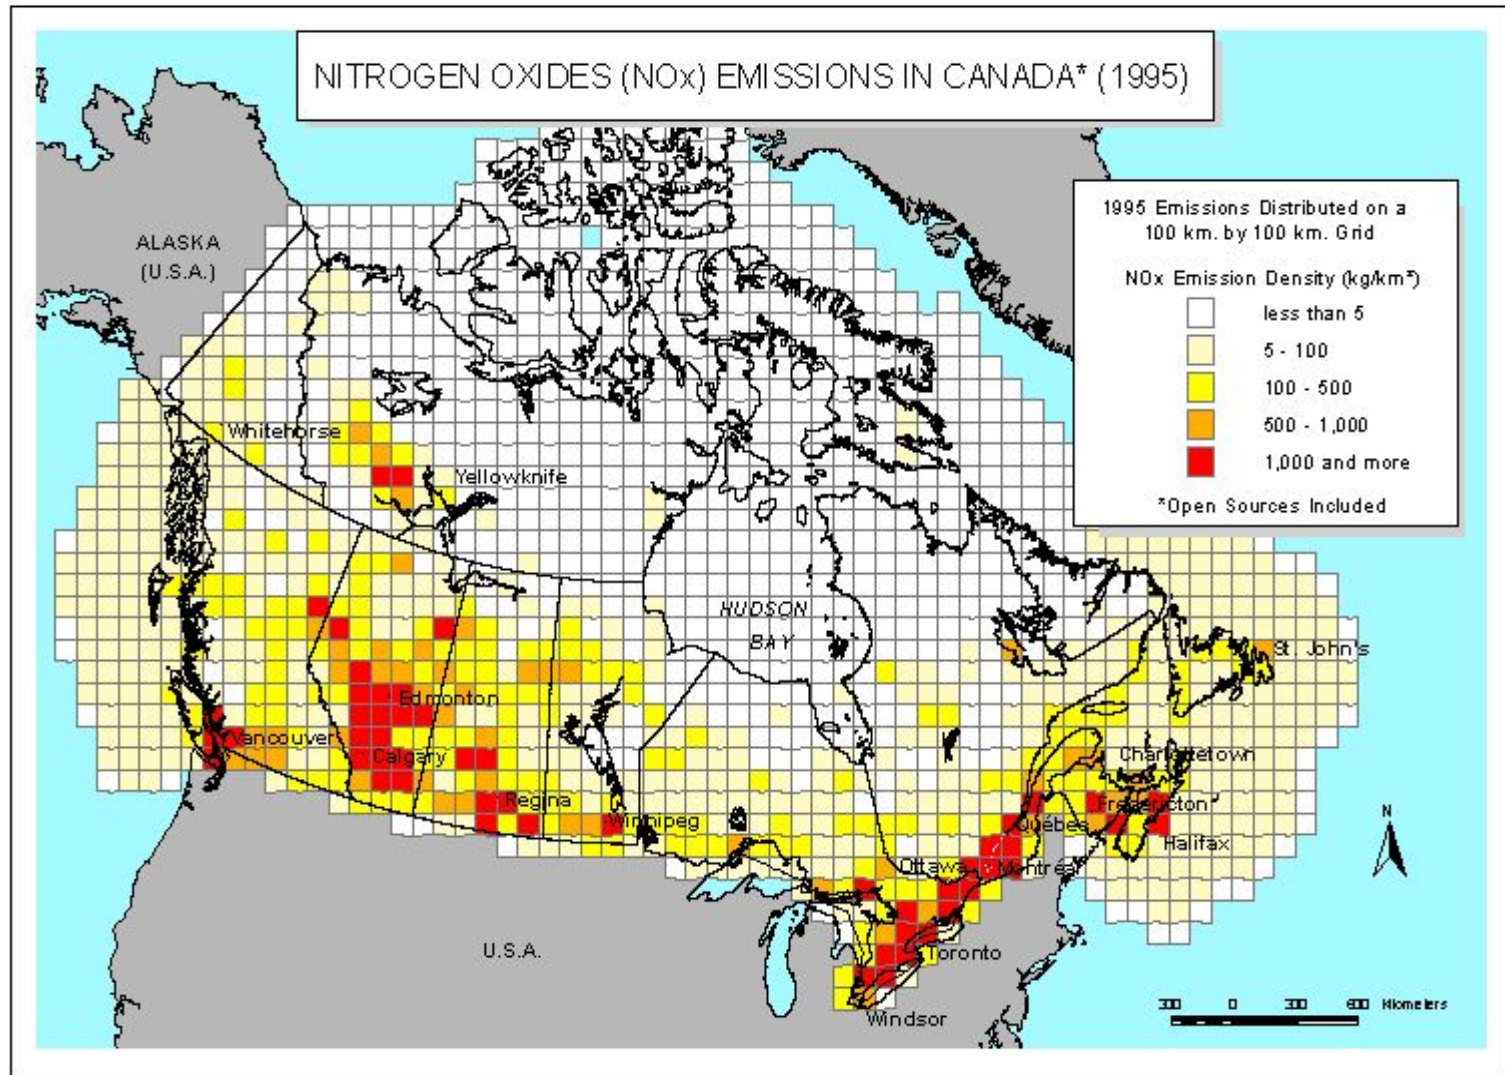 NITROGEN OXIDES (NOx) EMISSIONS IN CANADA* (1995)
1995 Emissions Distributed on a
100 km. by 100 km. Grid
NOx Emission Density (kg/km²)
less than 5
5 - 100
100 - 500
500 - 1,000
1,000 and more
*Open Sources Included
ALASKA
(U.S.A.)
Whitehorse
Yellowknife
HUDSON
BAY
St. John's
Edmonton
Vancouver
Calgary
Charlottetown
Regina
Fredericton
Winnipeg
Québec
Halifax
Ottawa
Montréal
U.S.A.
Toronto
Windsor
N
300 0 300 600 Kilometers